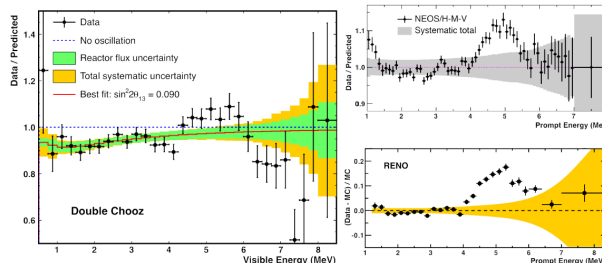 Data / Predicted
1.4
1.2
1.0
0.8
0.6
Data
No oscillation
Reactor flux uncertainty
Total systematic uncertainty
Best fit: sin²2θ13 = 0.090
Double Chooz
1 2 3 4 5 6 7 8
Visible Energy (MeV)
Data / Predicted
1.1
1.0
0.9
NEOS/H-M-V
Systematic total
1 2 3 4 5 6 7 10
Prompt Energy (MeV)
(Data - MC) / MC
0.2
0.1
0.0
-0.1
RENO
1 2 3 4 5 6 7 8
Prompt Energy (MeV)